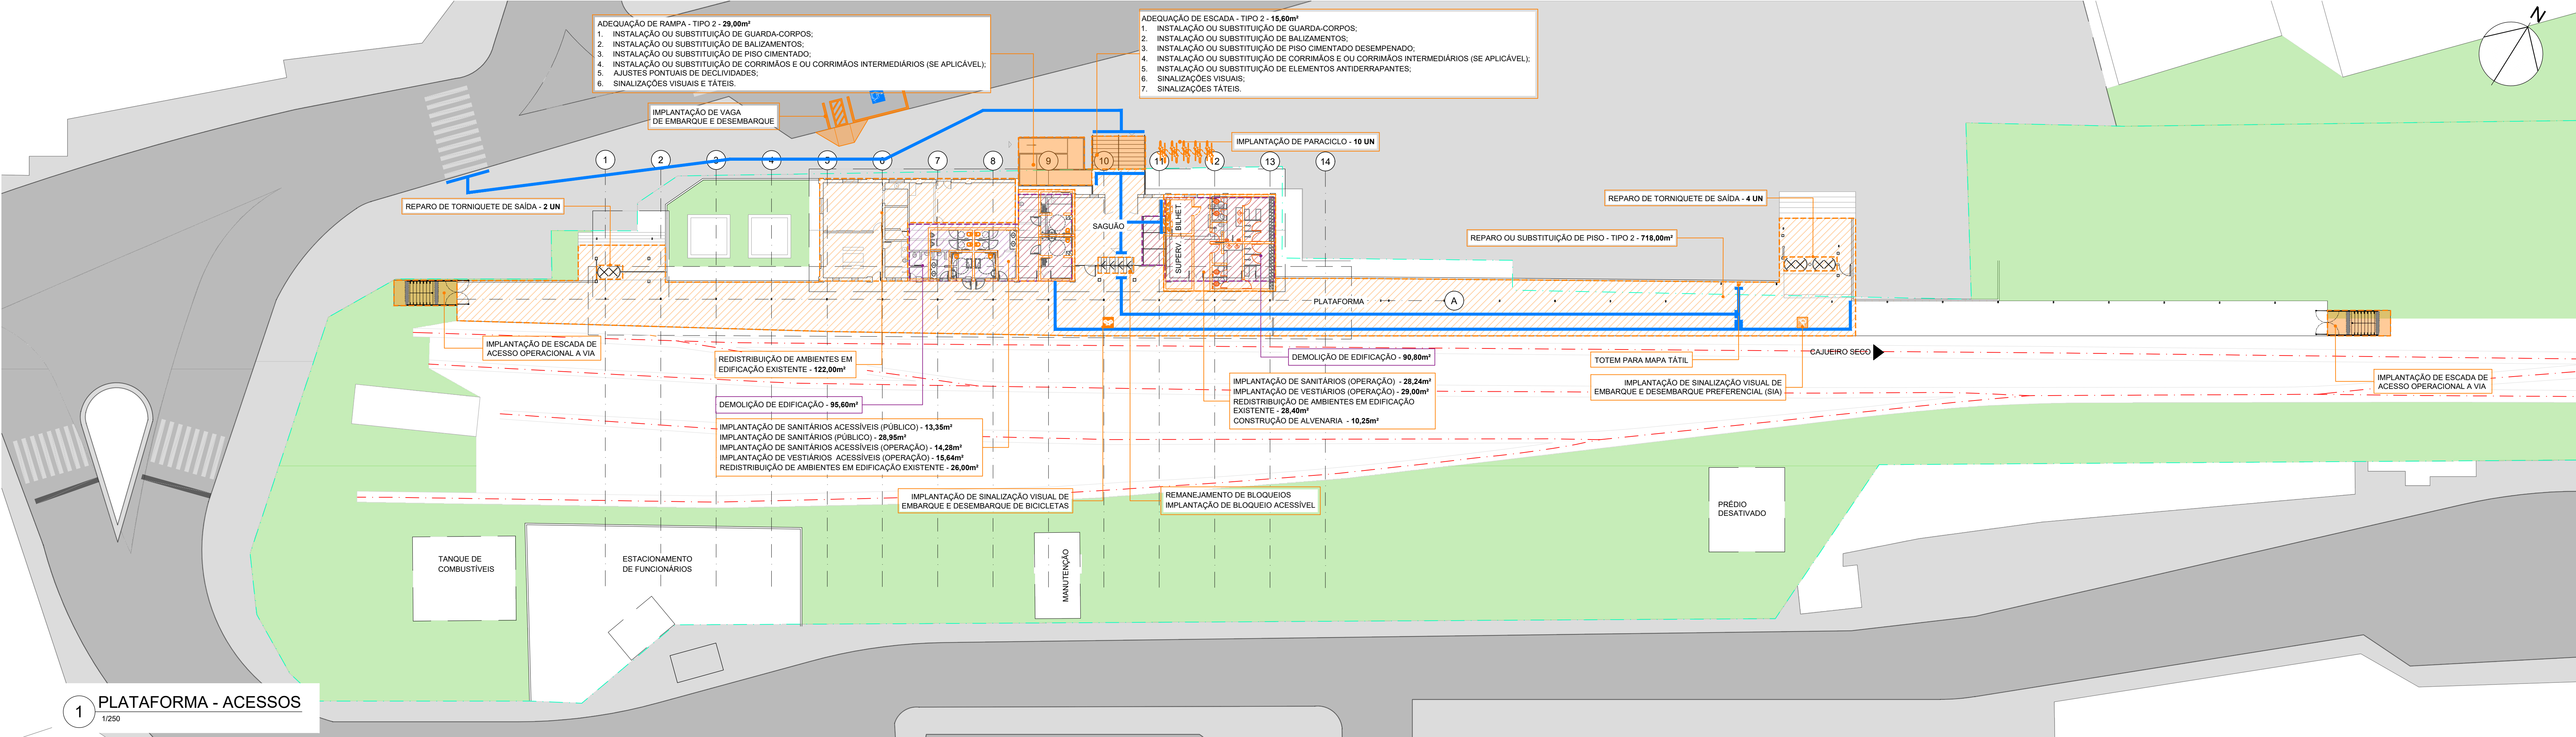 ADEQUAÇÃO DE RAMPA - TIPO 2 - 29,00m²
1. INSTALAÇÃO OU SUBSTITUIÇÃO DE GUARDA-CORPOS;
2. INSTALAÇÃO OU SUBSTITUIÇÃO DE BALIZAMENTOS;
3. INSTALAÇÃO OU SUBSTITUIÇÃO DE PISO CIMENTADO;
4. INSTALAÇÃO OU SUBSTITUIÇÃO DE CORRIMÃOS E OU CORRIMÃOS INTERMEDIÁRIOS (SE APLICÁVEL);
5. AJUSTES PONTUAIS DE DECLIVIDADES;
6. SINALIZAÇÕES VISUAIS E TÁTEIS.
ADEQUAÇÃO DE ESCADA - TIPO 2 - 15,60m²
1. INSTALAÇÃO OU SUBSTITUIÇÃO DE GUARDA-CORPOS;
2. INSTALAÇÃO OU SUBSTITUIÇÃO DE BALIZAMENTOS;
3. INSTALAÇÃO OU SUBSTITUIÇÃO DE PISO CIMENTADO DESEMPENADO;
4. INSTALAÇÃO OU SUBSTITUIÇÃO DE CORRIMÃOS E OU CORRIMÃOS INTERMEDIÁRIOS (SE APLICÁVEL);
5. INSTALAÇÃO OU SUBSTITUIÇÃO DE ELEMENTOS ANTIDERRAPANTES;
6. SINALIZAÇÕES VISUAIS;
7. SINALIZAÇÕES TÁTEIS.
N
IMPLANTAÇÃO DE VAGA
DE EMBARQUE E DESEMBARQUE
IMPLANTAÇÃO DE PARACICLO - 10 UN
1 2 3 4 5 6 7 8 9 10 11 12 13 14
REPARO DE TORNIQUETE DE SAÍDA - 2 UN
REPARO DE TORNIQUETE DE SAÍDA - 4 UN
SAGUÃO
SUPERV.
BILHET.
REPARO OU SUBSTITUIÇÃO DE PISO - TIPO 2 - 718,00m²
PLATAFORMA
A
IMPLANTAÇÃO DE ESCADA DE
ACESSO OPERACIONAL A VIA
REDISTRIBUIÇÃO DE AMBIENTES EM
EDIFICAÇÃO EXISTENTE - 122,00m²
DEMOLIÇÃO DE EDIFICAÇÃO - 90,80m²
TOTEM PARA MAPA TÁTIL
CAJUEIRO SECO
IMPLANTAÇÃO DE SANITÁRIOS (OPERAÇÃO) - 28,24m²
IMPLANTAÇÃO DE VESTIÁRIOS (OPERAÇÃO) - 29,00m²
REDISTRIBUIÇÃO DE AMBIENTES EM EDIFICAÇÃO
EXISTENTE - 28,40m²
CONSTRUÇÃO DE ALVENARIA - 10,25m²
IMPLANTAÇÃO DE SINALIZAÇÃO VISUAL DE
EMBARQUE E DESEMBARQUE PREFERENCIAL (SIA)
IMPLANTAÇÃO DE ESCADA DE
ACESSO OPERACIONAL A VIA
DEMOLIÇÃO DE EDIFICAÇÃO - 95,60m²
IMPLANTAÇÃO DE SANITÁRIOS ACESSÍVEIS (PÚBLICO) - 13,35m²
IMPLANTAÇÃO DE SANITÁRIOS (PÚBLICO) - 28,95m²
IMPLANTAÇÃO DE SANITÁRIOS ACESSÍVEIS (OPERAÇÃO) - 14,28m²
IMPLANTAÇÃO DE VESTIÁRIOS ACESSÍVEIS (OPERAÇÃO) - 15,64m²
REDISTRIBUIÇÃO DE AMBIENTES EM EDIFICAÇÃO EXISTENTE - 26,00m²
IMPLANTAÇÃO DE SINALIZAÇÃO VISUAL DE
EMBARQUE E DESEMBARQUE DE BICICLETAS
REMANEJAMENTO DE BLOQUEIOS
IMPLANTAÇÃO DE BLOQUEIO ACESSÍVEL
PRÉDIO
DESATIVADO
TANQUE DE
COMBUSTÍVEIS
ESTACIONAMENTO
DE FUNCIONÁRIOS
MANUTENÇÃO
1 PLATAFORMA - ACESSOS
1/250